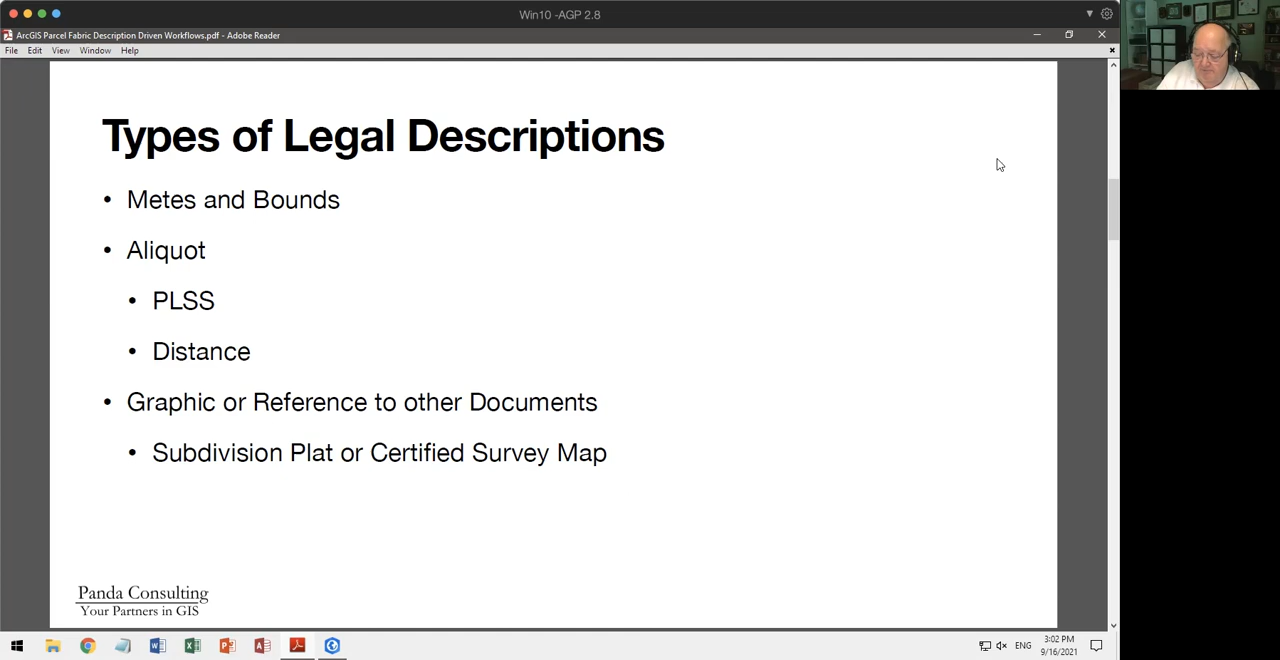 Win10 -AGP 2.8
ArcGIS Parcel Fabric Description Driven Workflows.pdf - Adobe Reader
File Edit View Window Help
Types of Legal Descriptions
• Metes and Bounds
• Aliquot
• PLSS
• Distance
• Graphic or Reference to other Documents
• Subdivision Plat or Certified Survey Map
Panda Consulting
Your Partners in GIS
ENG
3:02 PM
9/16/2021